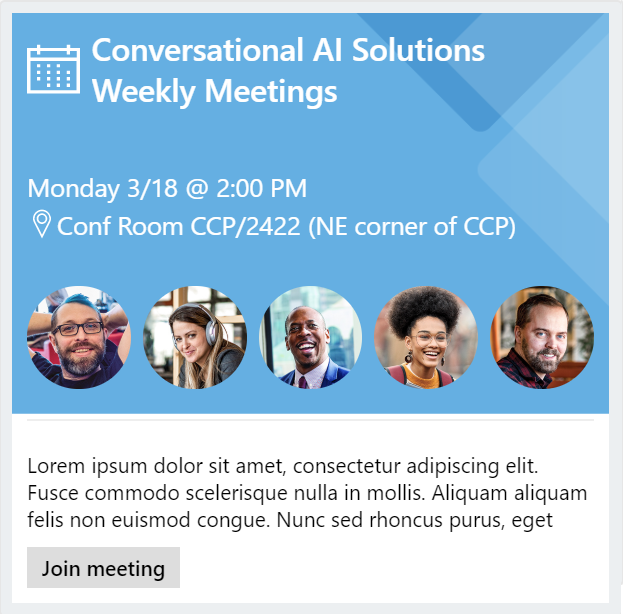 Conversational AI Solutions
Weekly Meetings
Monday 3/18 @ 2:00 PM
Conf Room CCP/2422 (NE corner of CCP)
Lorem ipsum dolor sit amet, consectetur adipiscing elit.
Fusce commodo scelerisque nulla in mollis. Aliquam aliquam
felis non euismod congue. Nunc sed rhoncus purus, eget
Join meeting